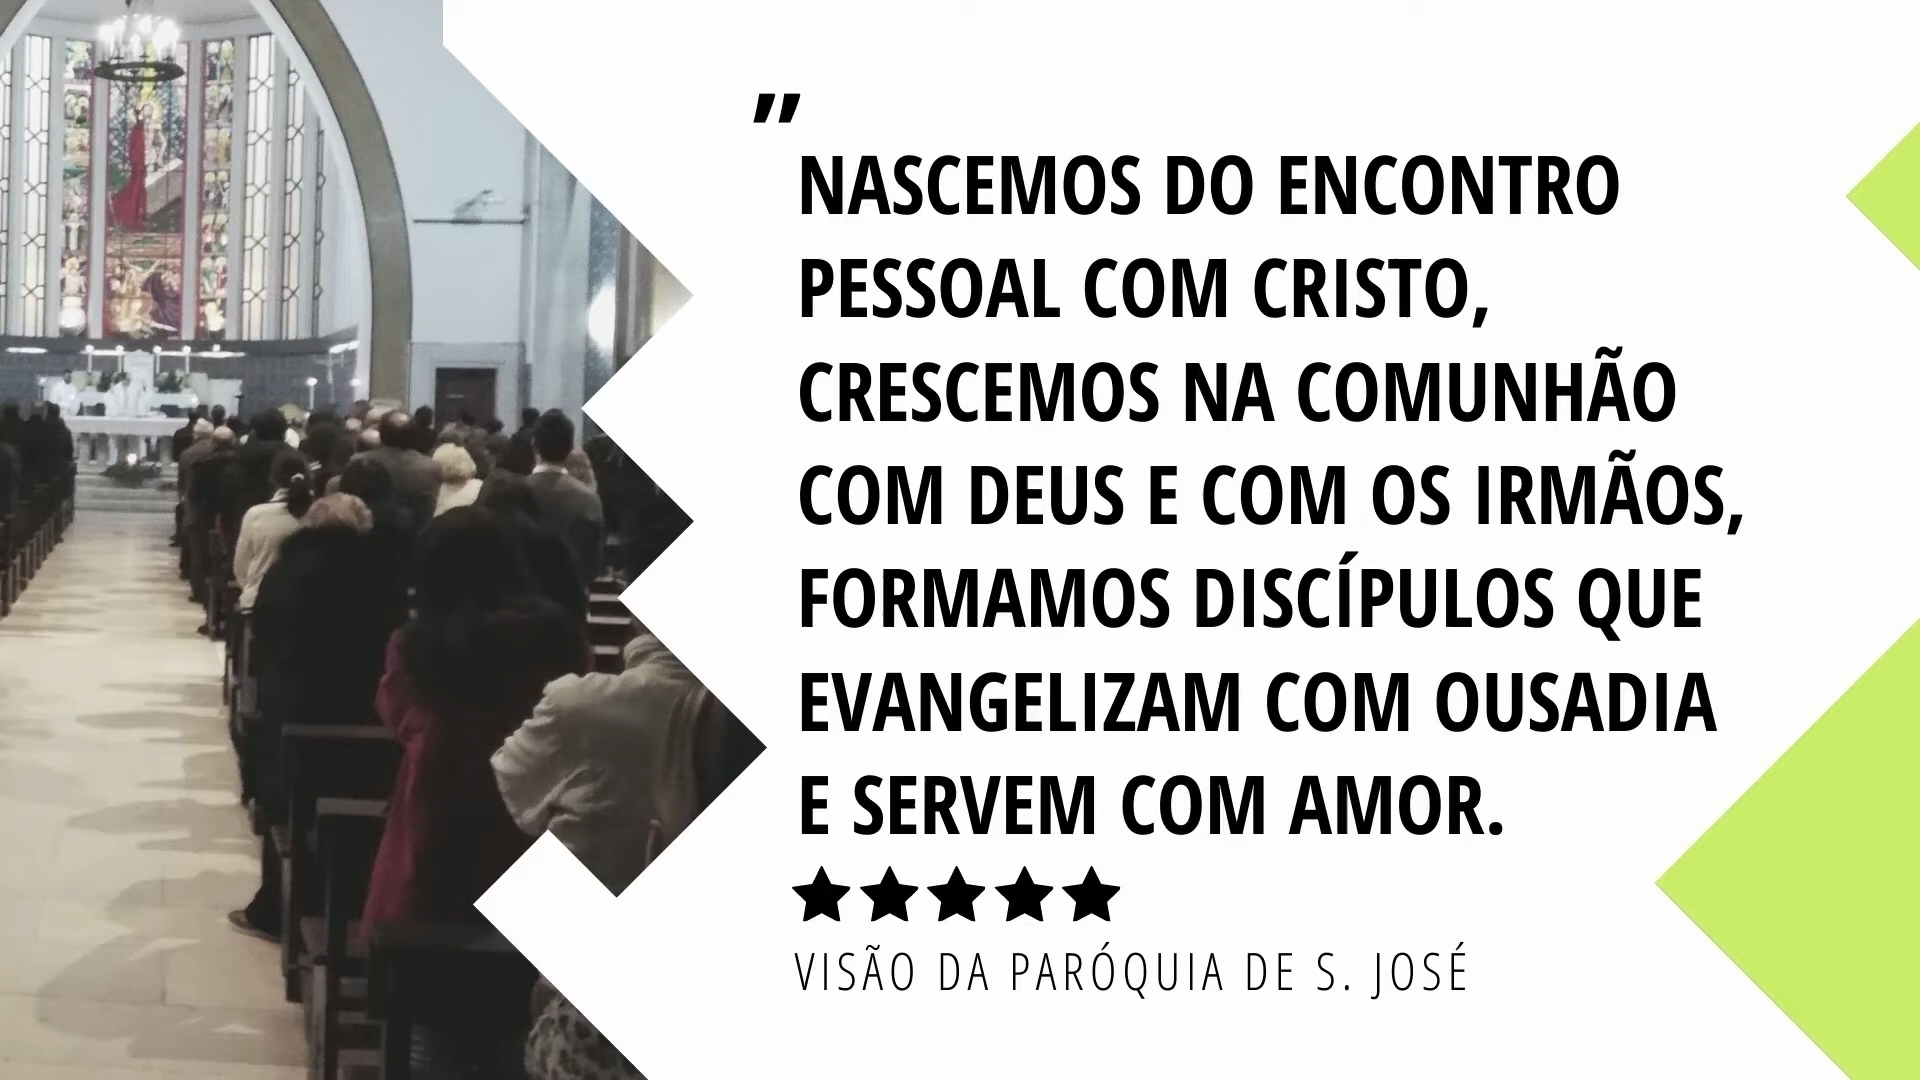 "
NASCEMOS DO ENCONTRO
PESSOAL COM CRISTO,
CRESCEMOS NA COMUNHÃO
COM DEUS E COM OS IRMÃOS,
FORMAMOS DISCÍPULOS QUE
EVANGELIZAM COM OUSADIA
E SERVEM COM AMOR.
★★★★★
VISÃO DA PARÓQUIA DE S. JOSÉ